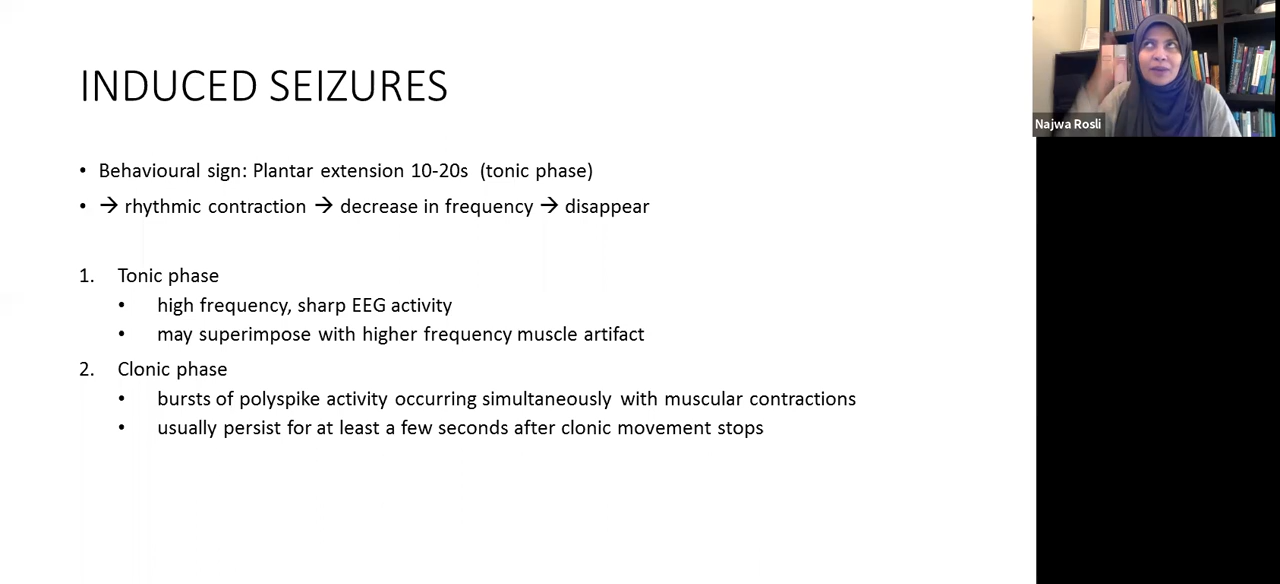 INDUCED SEIZURES
• Behavioural sign: Plantar extension 10-20s (tonic phase)
• → rhythmic contraction → decrease in frequency → disappear
1. Tonic phase
• high frequency, sharp EEG activity
• may superimpose with higher frequency muscle artifact
2. Clonic phase
• bursts of polyspike activity occurring simultaneously with muscular contractions
• usually persist for at least a few seconds after clonic movement stops
Najwa Rosli